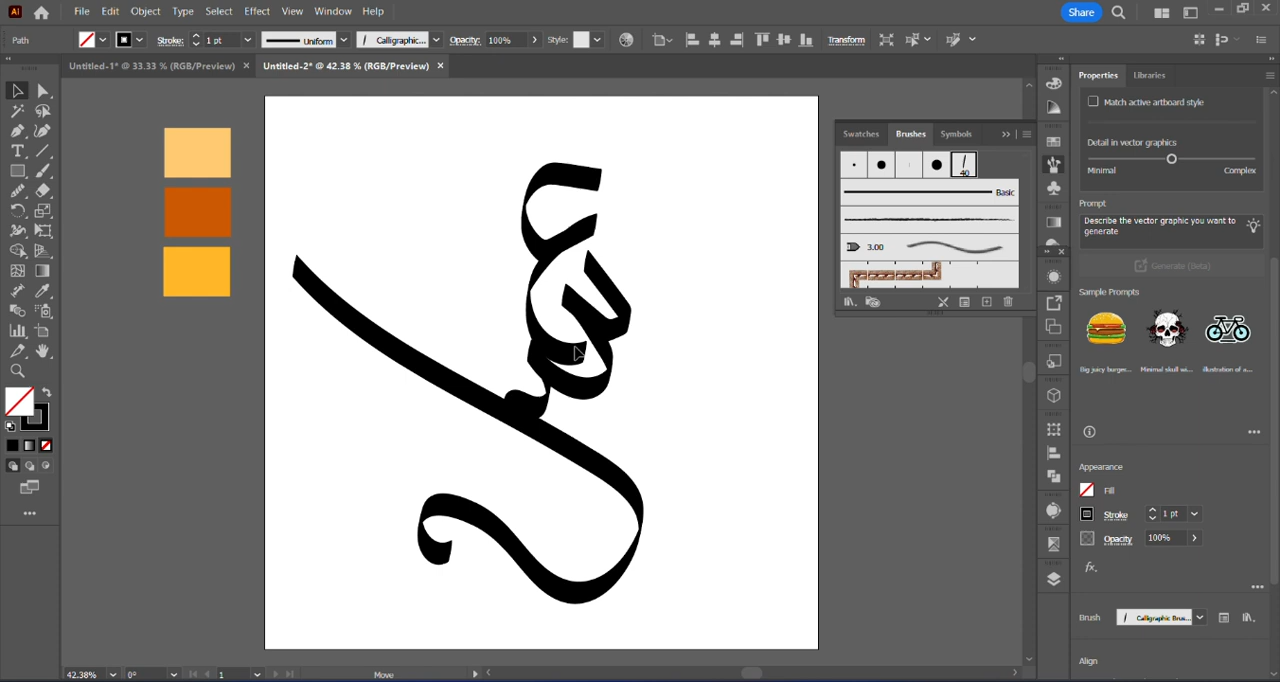 Ai File Edit Object Type Select Effect View Window Help Share
Path Stroke: 1 pt Uniform Calligraphic... Opacity: 100% Style: Transform
Untitled-1* @ 33.33 % (RGB/Preview) × Untitled-2* @ 42.38 % (RGB/Preview) ×
Swatches Brushes Symbols
40
Basic
3.00
Properties Libraries
Match active artboard style
Detail in vector graphics
Minimal Complex
Prompt
Describe the vector graphic you want to
generate
Generate (Beta)
Sample Prompts
Big juicy burges... Minimal skull wi... illustration of a...
Appearance
Fill
Stroke 1 pt
Opacity 100%
fx.
Brush Calligraphic Brus...
Align
42.38% 0° 1 Move